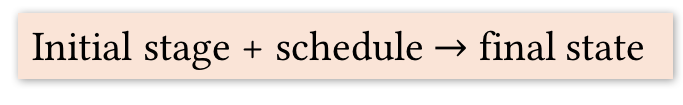 Initial stage + schedule → final state